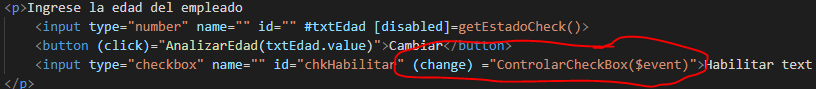 <p>Ingrese la edad del empleado
<input type="number" name="" id="" #txtEdad [disabled]=getEstadoCheck()>
<button (click)="AnalizarEdad(txtEdad.value)">Cambiar</button>
<input type="checkbox" name="" id="chkHabilitar" (change) ="ControlarCheckBox($event)">Habilitar text
</p>